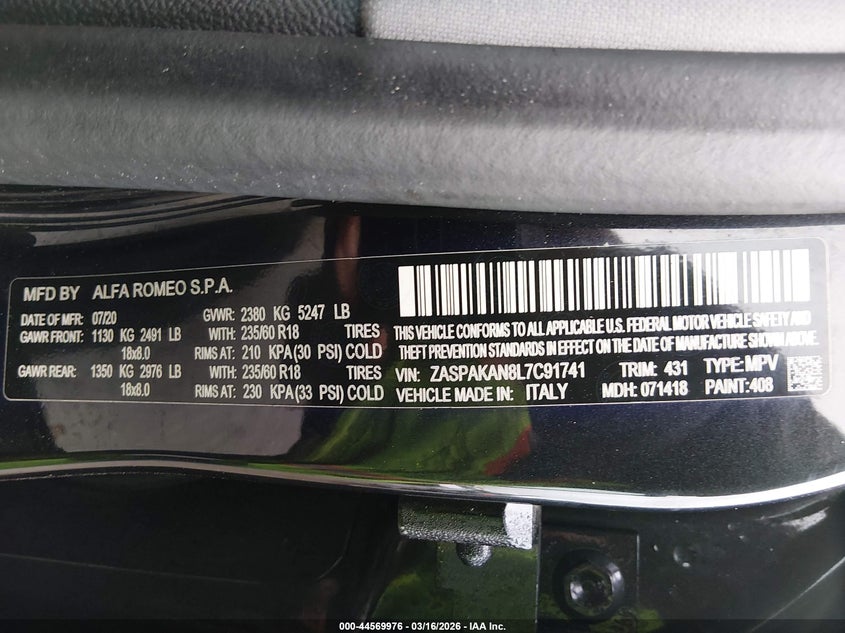 MFD BY ALFA ROMEO S.P.A.
DATE OF MFR: 07/20 GVWR: 2380 KG 5247 LB
GAWR FRONT: 1130 KG 2491 LB WITH: 235/60 R18 TIRES
18x8.0 RIMS AT: 210 KPA (30 PSI) COLD
GAWR REAR: 1350 KG 2976 LB WITH: 235/60 R18 TIRES
18x8.0 RIMS AT: 230 KPA (33 PSI) COLD
THIS VEHICLE CONFORMS TO ALL APPLICABLE U.S. FEDERAL MOTOR VEHICLE SAFETY AND
THEFT PREVENTION STANDARDS IN EFFECT ON THE DATE OF MANUFACTURE SHOWN ABOVE.
VIN: ZASPAKAN8L7C91741 TRIM: 431 TYPE: MPV
VEHICLE MADE IN: ITALY MDH: 071418 PAINT: 408
000-44569976 - 03/16/2026 - IAA Inc.